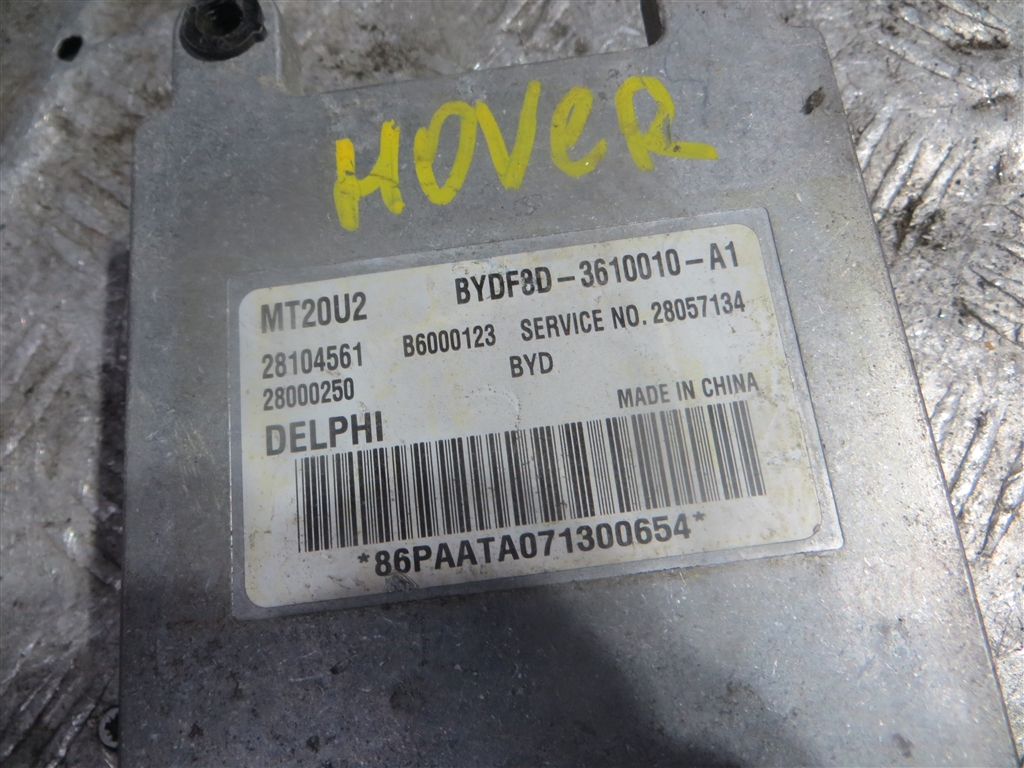 HOVER
MT20U2 BYDF8D-3610010-A1
28104561 B6000123 SERVICE NO. 28057134
28000250 BYD
DELPHI MADE IN CHINA
*86PAATA071300654*